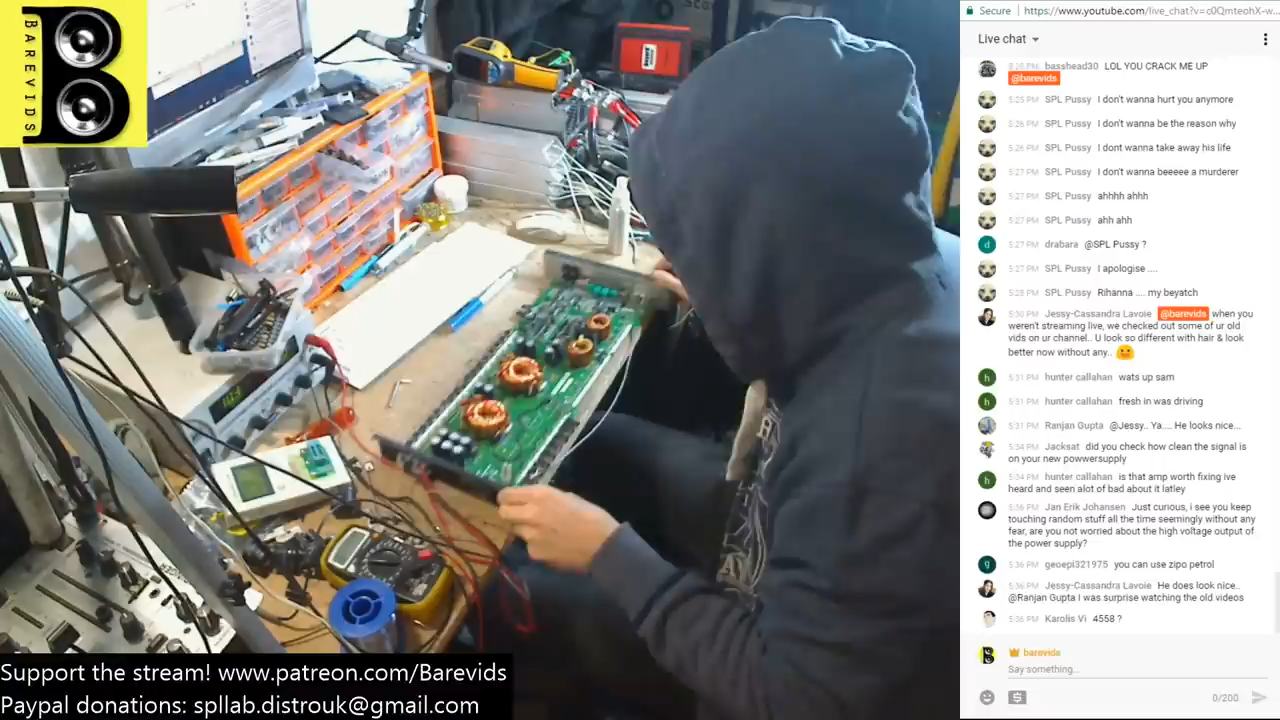 BAREVIDS
Support the stream! www.patreon.com/Barevids
Paypal donations: spllab.distrouk@gmail.com
Secure https://www.youtube.com/live_chat?v=c0QmteohX-w...
Live chat
basshead30 LOL YOU CRACK ME UP
@barevids
5:25 PM SPL Pussy I don't wanna hurt you anymore
5:26 PM SPL Pussy I don't wanna be the reason why
5:26 PM SPL Pussy I dont wanna take away his life
5:27 PM SPL Pussy I don't wanna beeeee a murderer
5:27 PM SPL Pussy ahhhh ahhh
5:27 PM SPL Pussy ahh ahh
5:27 PM drabara @SPL Pussy ?
5:27 PM SPL Pussy I apologise ....
5:28 PM SPL Pussy Rihanna .... my beyatch
5:30 PM Jessy-Cassandra Lavoie @barevids when you
weren't streaming live, we checked out some of ur old
vids on ur channel.. U look so different with hair & look
better now without any..
5:31 PM hunter callahan wats up sam
5:31 PM hunter callahan fresh in was driving
5:31 PM Ranjan Gupta @Jessy.. Ya.... He looks nice...
5:34 PM Jacksat did you check how clean the signal is
on your new powwersupply
5:34 PM hunter callahan is that amp worth fixing ive
heard and seen alot of bad about it latley
5:36 PM Jan Erik Johansen Just curious, i see you keep
touching random stuff all the time seemingly without any
fear, are you not worried about the high voltage output of
the power supply?
5:36 PM geoepi321975 you can use zipo petrol
5:36 PM Jessy-Cassandra Lavoie He does look nice..
@Ranjan Gupta I was surprise watching the old videos
5:36 PM Karolis Vi 4558 ?
barevids
Say something...
0/200